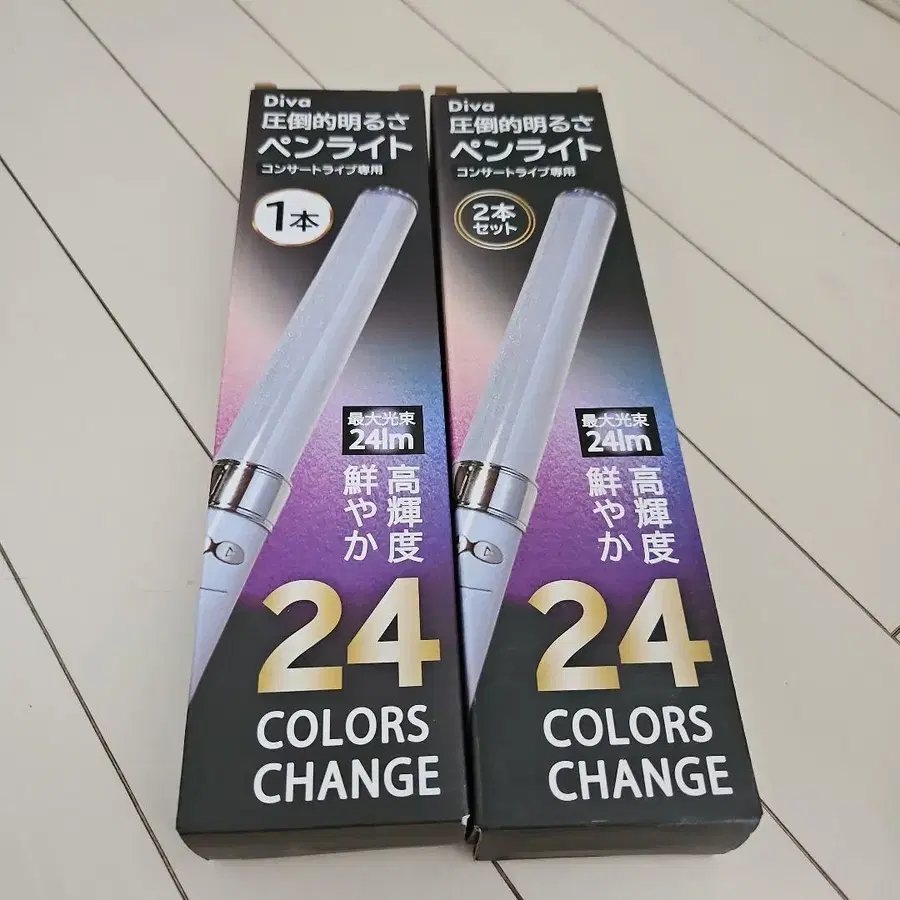 Diva
圧倒的明るさ
ペンライト
コンサートライブ専用
1本
最大光束
24lm
高輝度
鮮やか
24
COLORS
CHANGE
Diva
圧倒的明るさ
ペンライト
コンサートライブ専用
2本
セット
最大光束
24lm
高輝度
鮮やか
24
COLORS
CHANGE